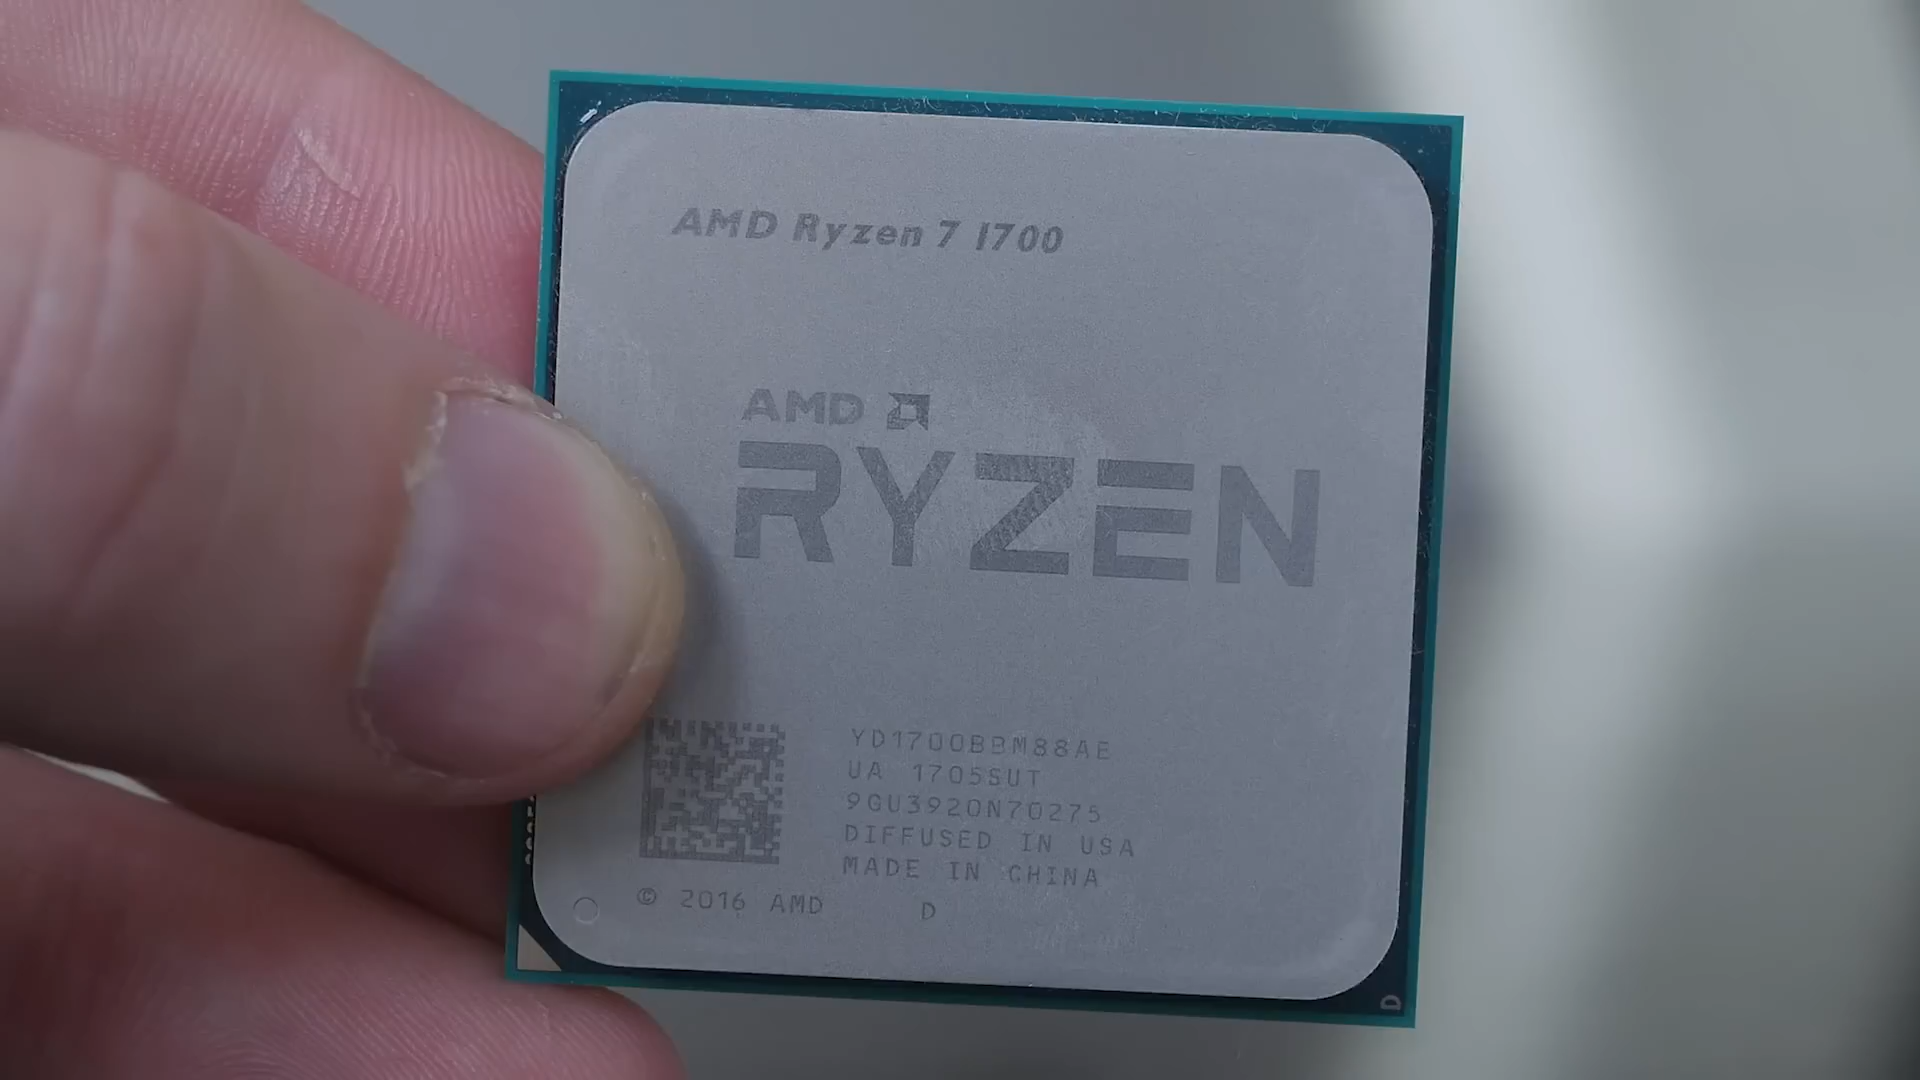 AMD Ryzen 7 1700
AMD
RYZEN
YD1700BBM88AE
UA 1705SUT
9GU3920N70275
DIFFUSED IN USA
MADE IN CHINA
© 2016 AMD D
D